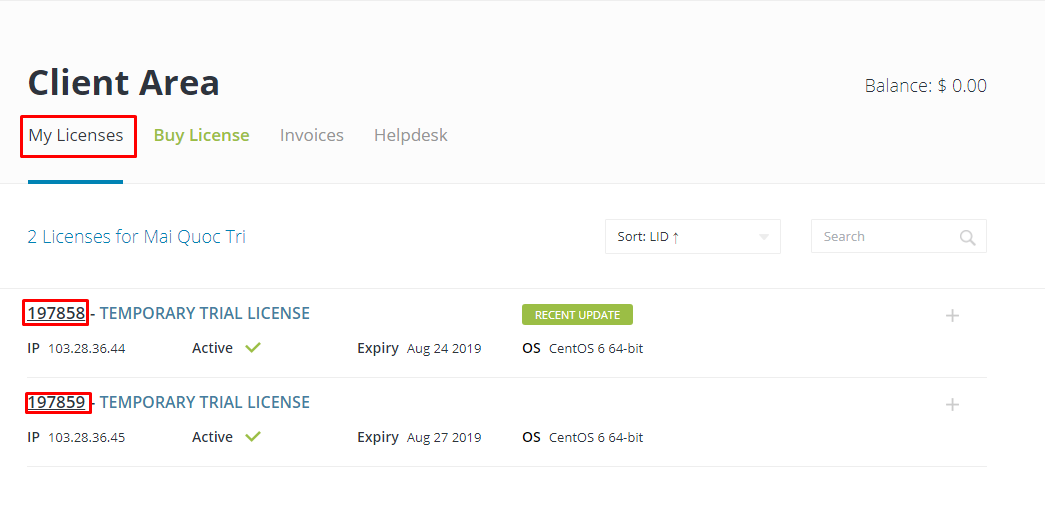 Client Area
Balance: $ 0.00
My Licenses Buy License Invoices Helpdesk
2 Licenses for Mai Quoc Tri
Sort: LID ↑
Search
197858 - TEMPORARY TRIAL LICENSE
RECENT UPDATE
IP 103.28.36.44 Active Expiry Aug 24 2019 OS CentOS 6 64-bit
197859 - TEMPORARY TRIAL LICENSE
IP 103.28.36.45 Active Expiry Aug 27 2019 OS CentOS 6 64-bit